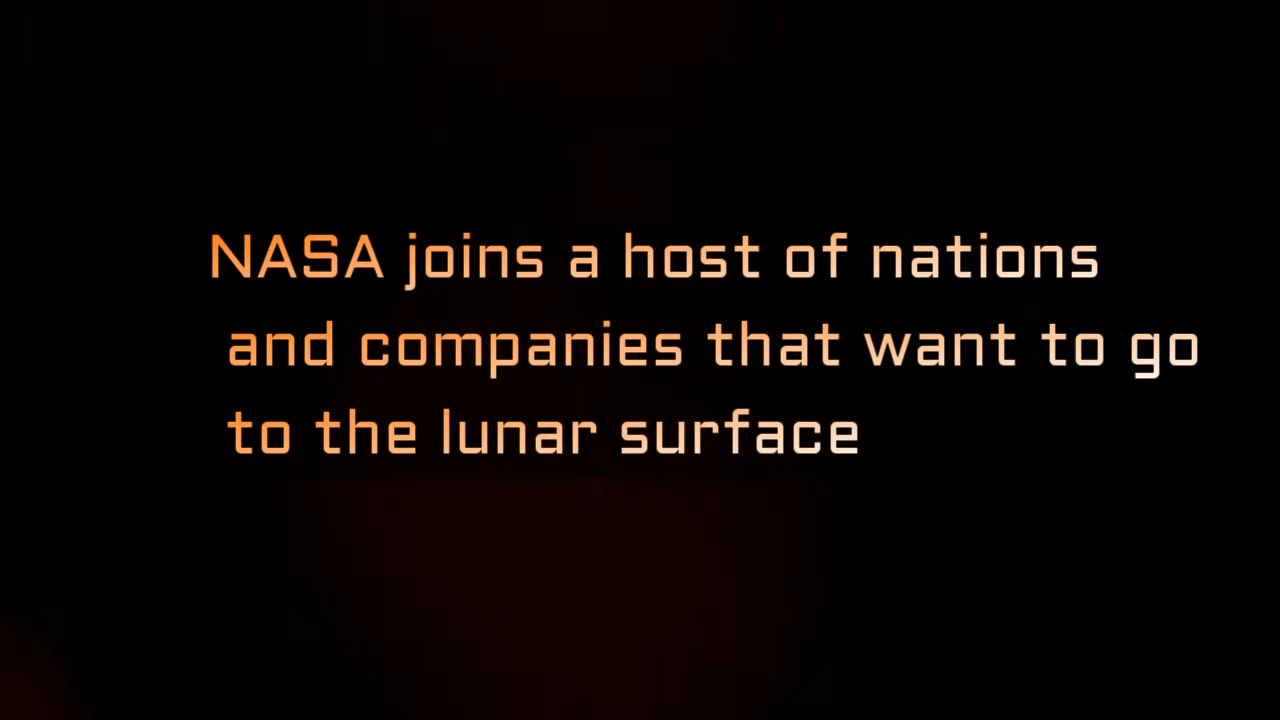 NASA joins a host of nations
and companies that want to go
to the lunar surface